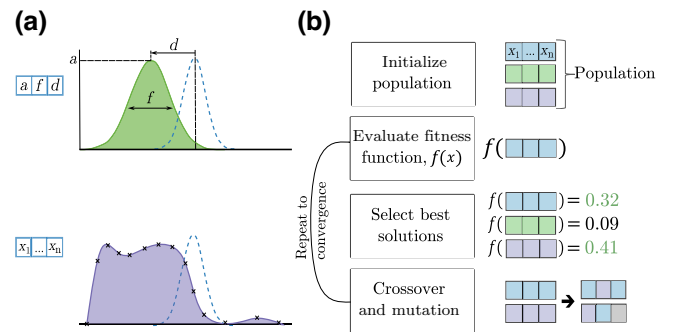 (a)
a
d
f
a f d
x₁ ... xₙ
(b)
Initialize
population
x₁ ... xₙ
Population
Evaluate fitness
function, f(x)
f( )
Repeat to
convergence
Select best
solutions
f( ) = 0.32
f( ) = 0.09
f( ) = 0.41
Crossover
and mutation